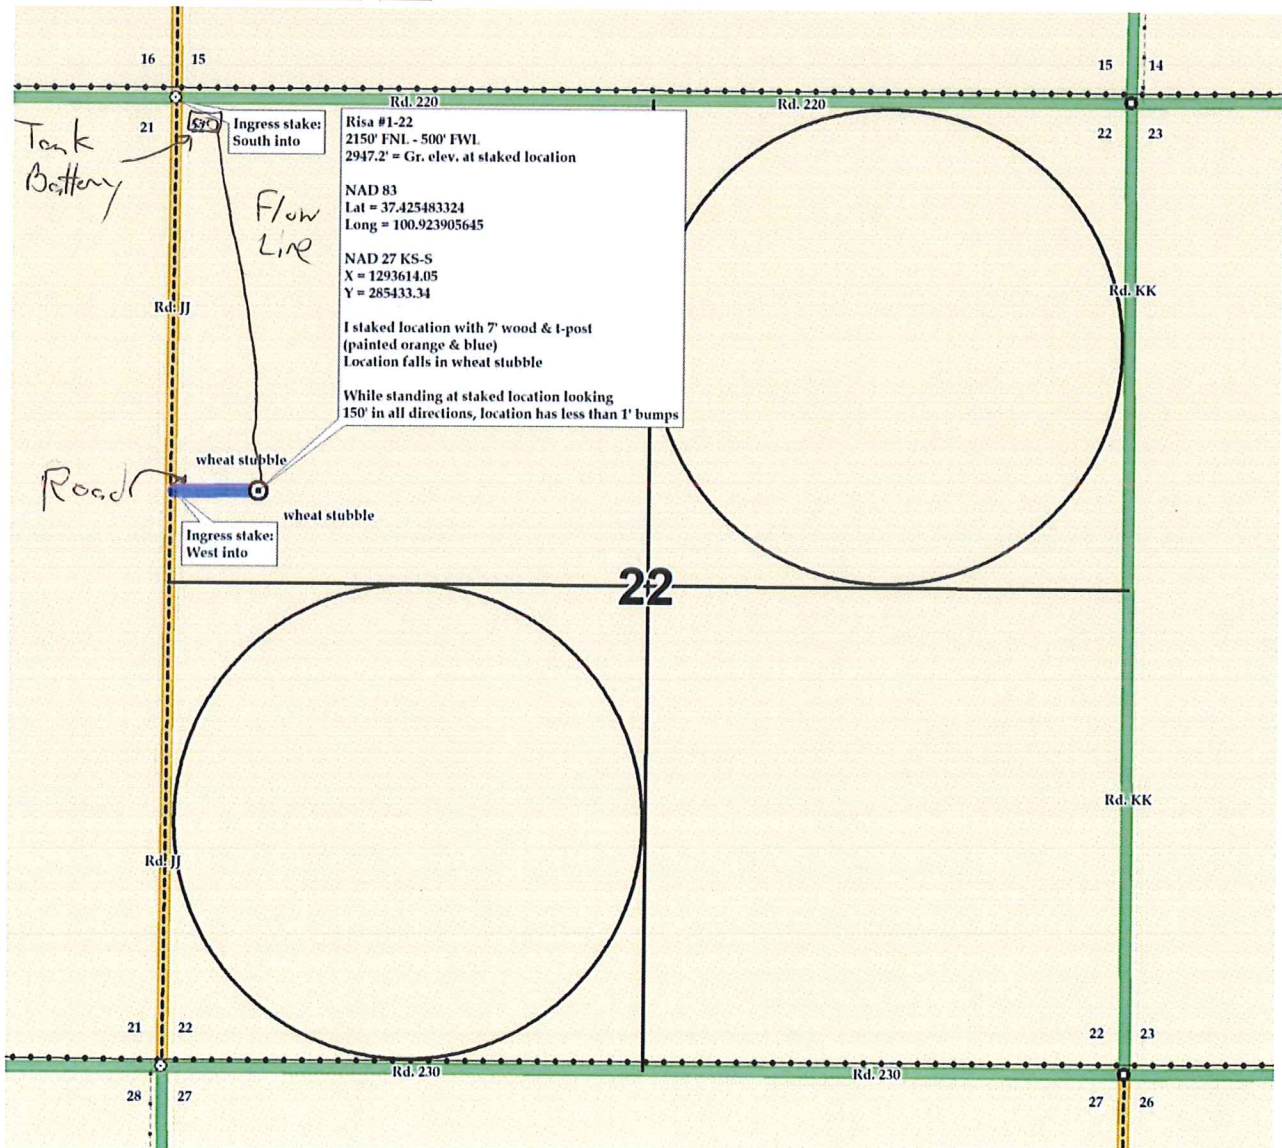 16 15
15 14
Rd. 220
Rd. 220
21
22 23
Tank
Battery
Ingress stake:
South into
Flow
Line
Risa #1-22
2150' FNL - 500' FWL
2947.2' = Gr. elev. at staked location
NAD 83
Lat = 37.425483324
Long = 100.923905645
NAD 27 KS-S
X = 1293614.05
Y = 285433.34
I staked location with 7' wood & t-post
(painted orange & blue)
Location falls in wheat stubble
While standing at staked location looking
150' in all directions, location has less than 1' bumps
Rd. JJ
Rd. KK
wheat stubble
Road
wheat stubble
Ingress stake:
West into
22
Rd. KK
Rd. JJ
21 22
22 23
Rd. 230
Rd. 230
28 27
27 26